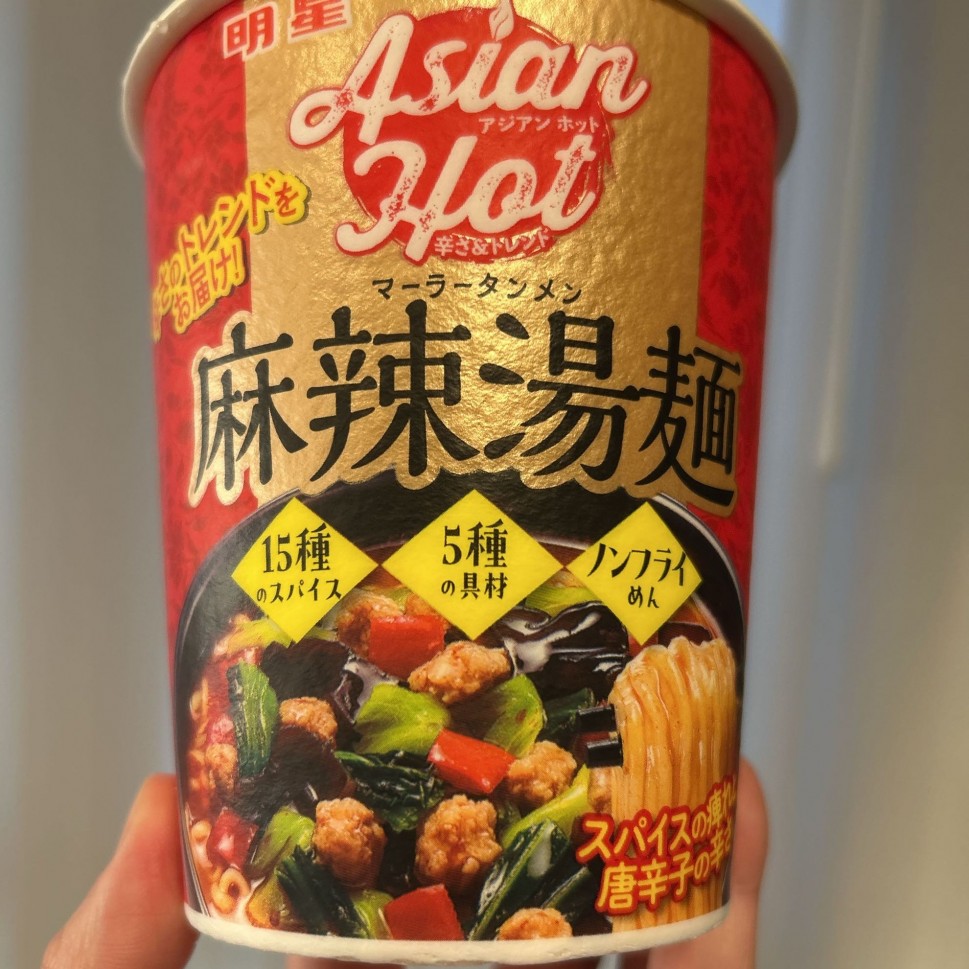 明星
Asian
アジアン ホット
Hot
辛さ&トレンド
さのトレンドを
お届け!
マーラータンメン
麻辣湯麺
15種
のスパイス
5種
の具材
ノンフライ
めん
スパイスの痺れ
唐辛子の辛さ